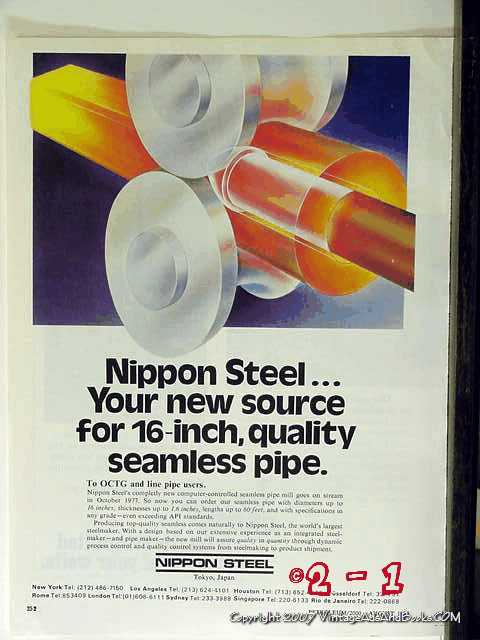 Nippon Steel...
Your new source
for 16-inch, quality
seamless pipe.
To OCTG and line pipe users.
Nippon Steel's completly new computer-controlled seamless pipe mill goes on stream
in October 1977. So now you can order our seamless pipe with diameters up to
16 inches, thicknesses up to 1.6 inches, lengths up to 60 feet, and with specifications in
any grade—even exceeding API standards.
Producing top-quality seamless comes naturally to Nippon Steel, the world's largest
steelmaker. With a design based on our extensive experience as an integrated steel-
maker—and pipe maker—the new mill will assure quality in quantity through dynamic
process control and quality control systems from steelmaking to product shipment.
NIPPON STEEL
Tokyo, Japan
New York Tel: (212) 486-7150 Los Angeles Tel: (213) 624-4101 Houston Tel: (713) 652-
Rome Tel: London Tel: (01) 606-6111 Sydney Tel: 233-3988 Singapore Tel: 220-6133 Rio de Janeiro Tel: 222-0868
©2 - 1
PETROLEUM/2000 AUGUST
Copyright 2007 VintageAdsAndBooks.COM